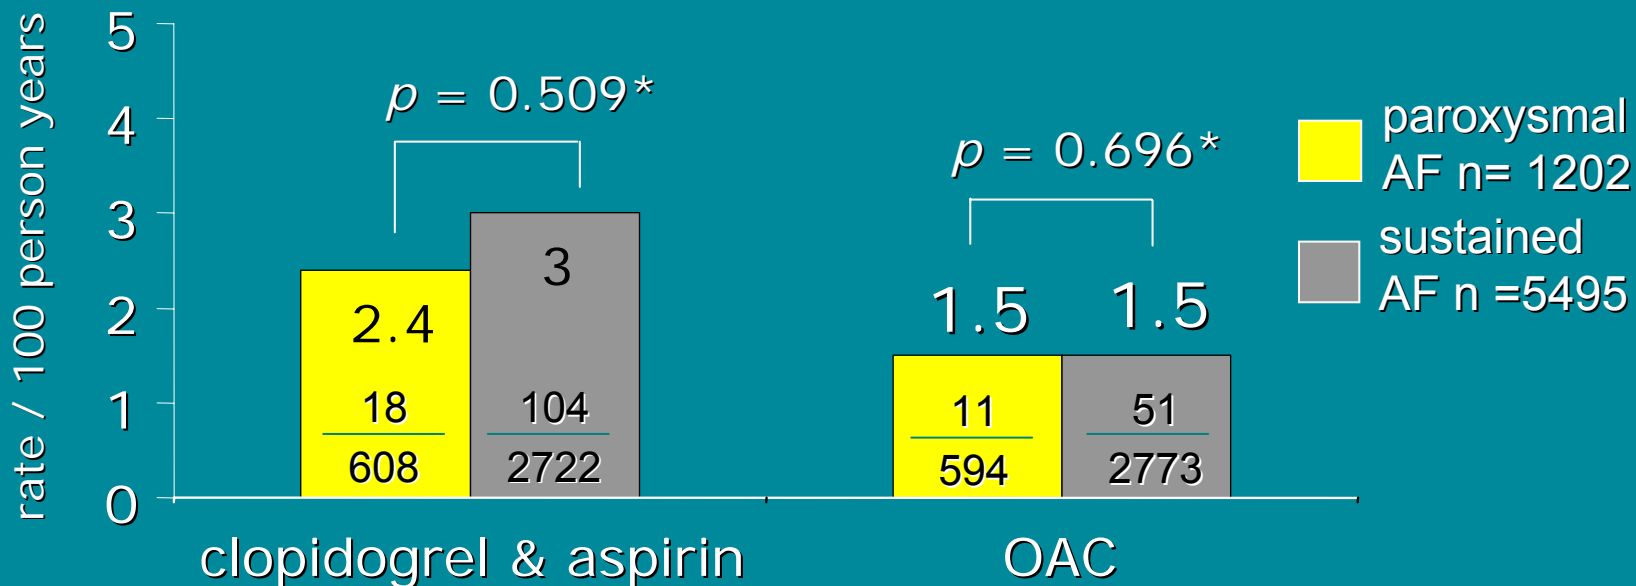 rate / 100 person years
5
4
3
2
1
0
p = 0.509*
p = 0.696*
2.4
18
608
3
104
2722
1.5
11
594
1.5
51
2773
clopidogrel & aspirin
OAC
paroxysmal
AF n= 1202
sustained
AF n =5495